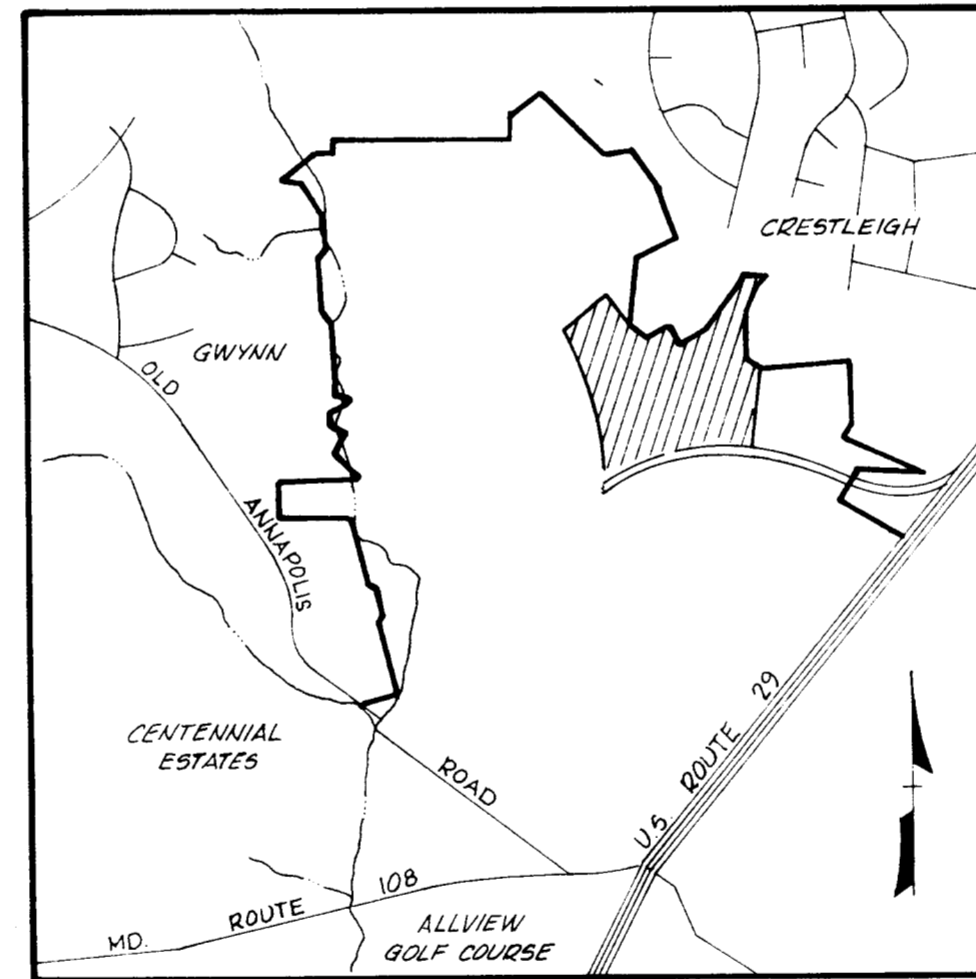 CRESTLEIGH
GWYNN
OLD
ANNAPOLIS
ROAD
CENTENNIAL
ESTATES
U.S. ROUTE 29
MD. ROUTE 108
ALLVIEW
GOLF COURSE